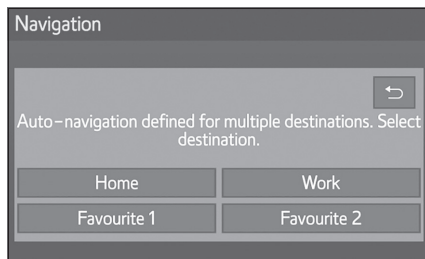 Navigation
Auto-navigation defined for multiple destinations. Select
destination.
Home Work
Favourite 1 Favourite 2